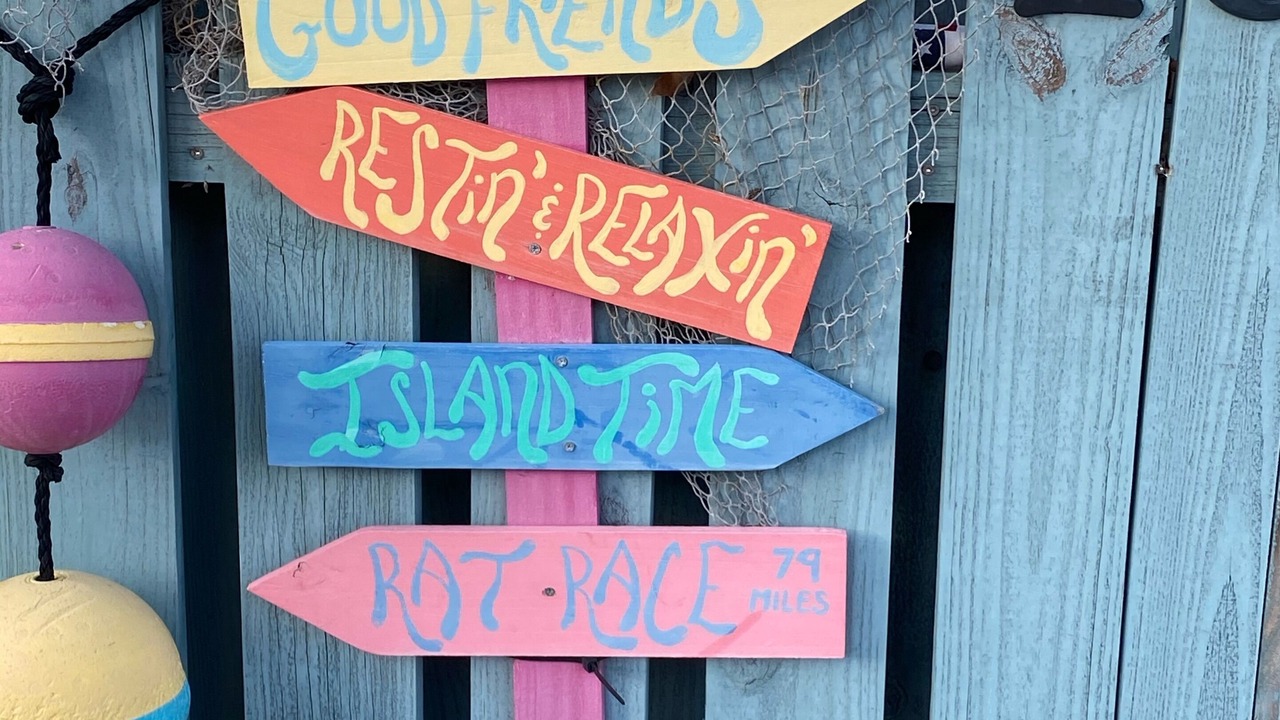 GOOD FRIENDS
RESTiN' & RELAXiN'
ISLAND TiME
RAT RACE 79 MILES